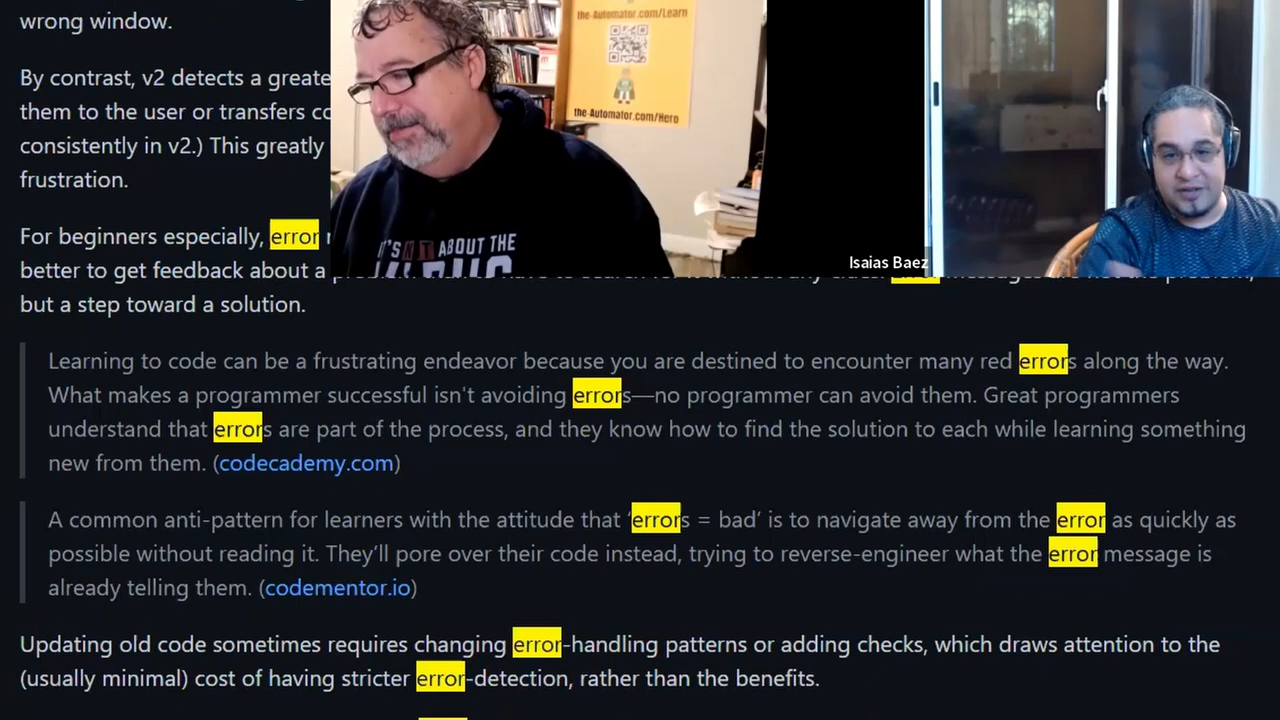 wrong window.
By contrast, v2 detects a greate
them to the user or transfers co
consistently in v2.) This greatly
frustration.
For beginners especially, error
better to get feedback about a
but a step toward a solution.
the-Automator.com/Learn
the-Automator.com/Hero
IT'S N'T ABOUT THE
Isaias Baez
Learning to code can be a frustrating endeavor because you are destined to encounter many red errors along the way.
What makes a programmer successful isn't avoiding errors—no programmer can avoid them. Great programmers
understand that errors are part of the process, and they know how to find the solution to each while learning something
new from them. (codecademy.com)
A common anti-pattern for learners with the attitude that ‘errors = bad’ is to navigate away from the error as quickly as
possible without reading it. They’ll pore over their code instead, trying to reverse-engineer what the error message is
already telling them. (codementor.io)
Updating old code sometimes requires changing error-handling patterns or adding checks, which draws attention to the
(usually minimal) cost of having stricter error-detection, rather than the benefits.